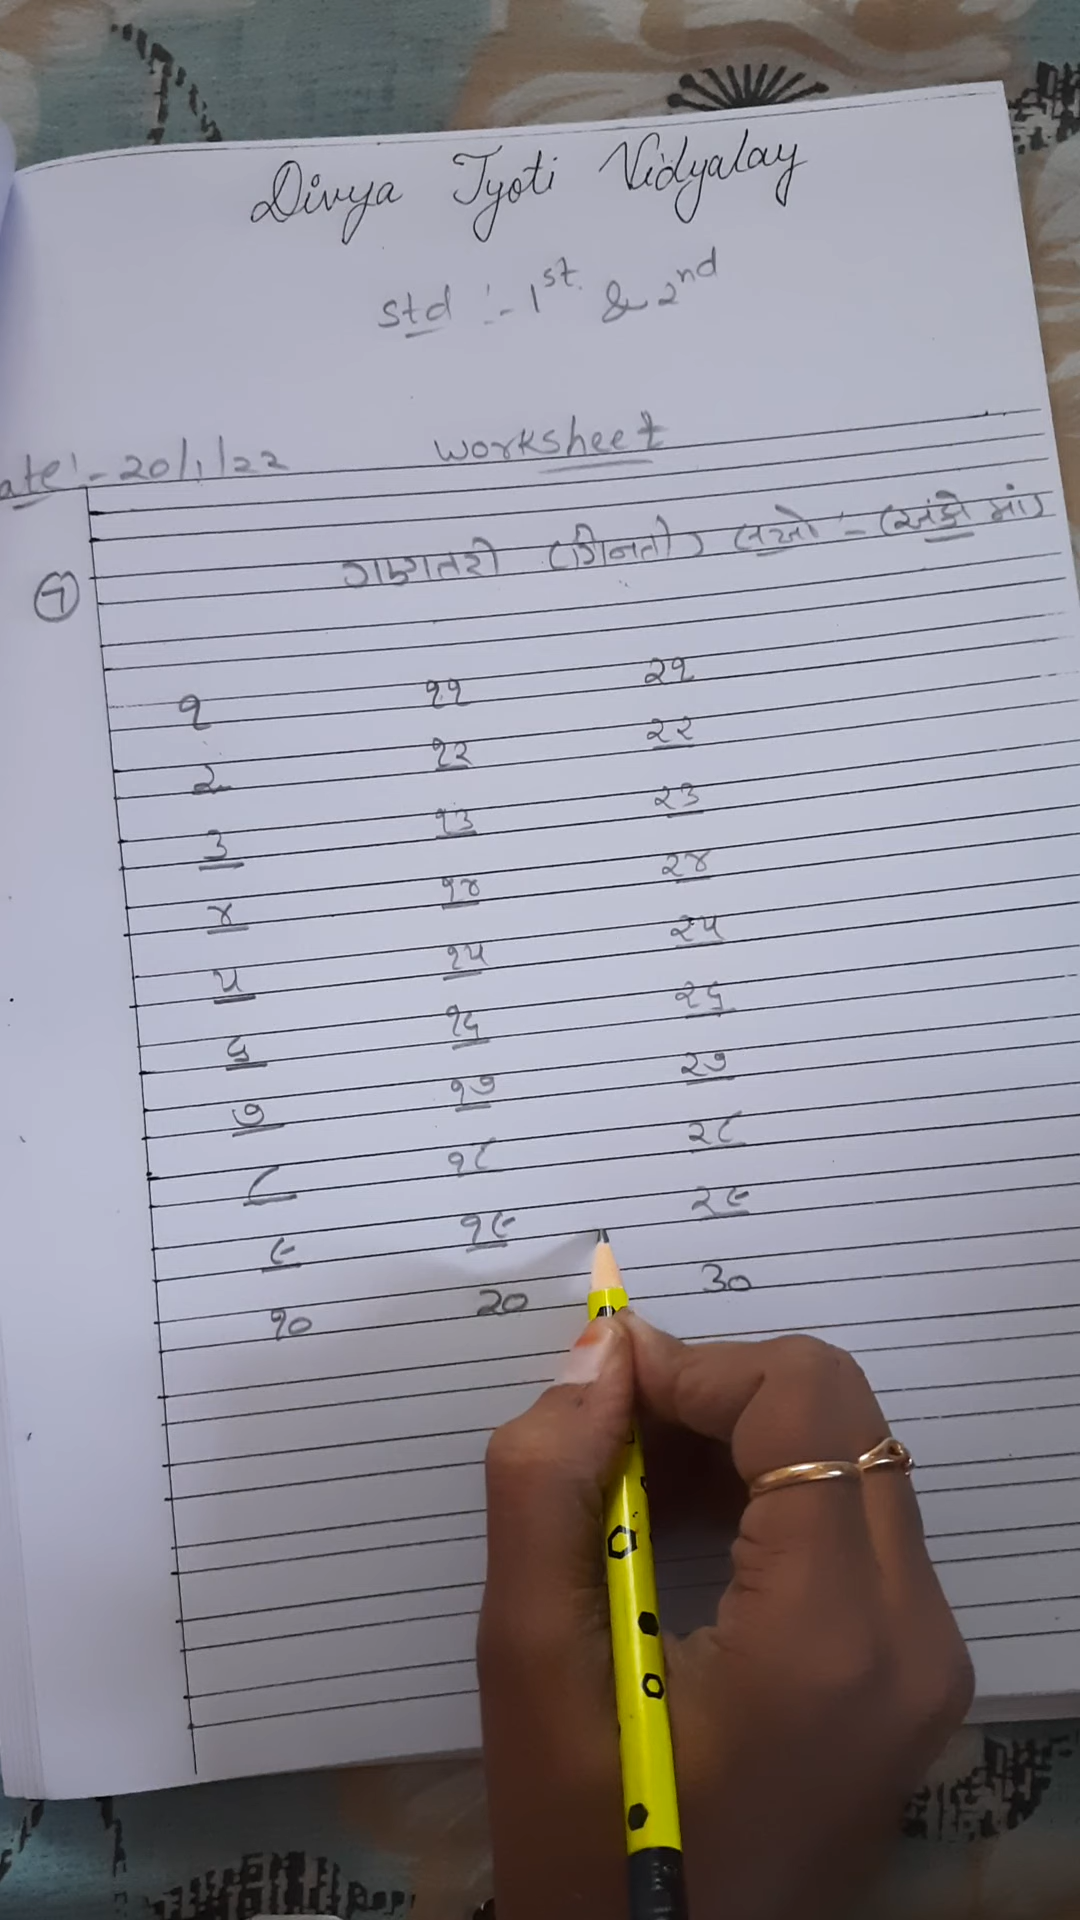 Divya Jyoti Vidyalay
std :- 1st & 2nd
ate :- 20/1/22 Worksheet
૧ ગણતરી (ગિનતી) લખો :- (અંકો માં)
૧ ૧૧ ૨૧
૨ ૧૨ ૨૨
૩ ૧૩ ૨૩
૪ ૧૪ ૨૪
૫ ૧૫ ૨૫
૬ ૧૬ ૨૬
૭ ૧૭ ૨૭
૮ ૧૮ ૨૮
૯ ૧૯ ૨૯
૧૦ ૨૦ ૩૦